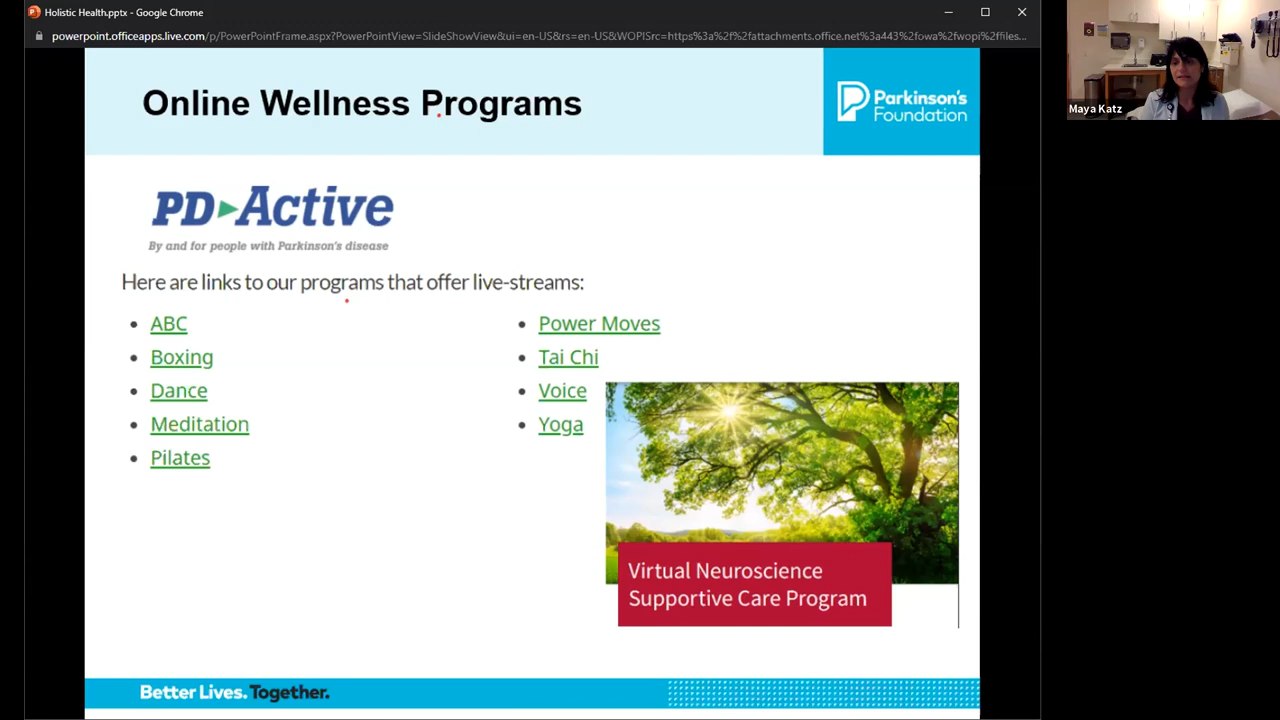 Holistic Health.pptx - Google Chrome
powerpoint.officeapps.live.com/p/PowerPointFrame.aspx?PowerPointView=SlideShowView&ui=en-US&rs=en-US&WOPISrc=https%3a%2f%2fattachments.office.net%3a443%2fowa%2fwopi%2ffiles...
Maya Katz
Online Wellness Programs
Parkinson's
Foundation
PD Active
By and for people with Parkinson's disease
Here are links to our programs that offer live-streams:
• ABC
• Boxing
• Dance
• Meditation
• Pilates
• Power Moves
• Tai Chi
• Voice
• Yoga
Virtual Neuroscience
Supportive Care Program
Better Lives. Together.